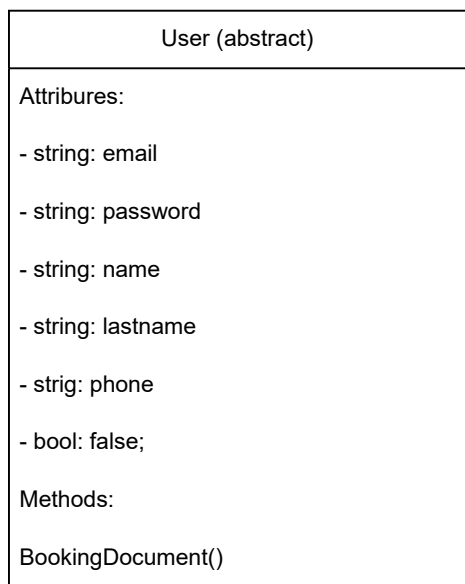 User (abstract)
Attribures:
- string: email
- string: password
- string: name
- string: lastname
- strig: phone
- bool: false;
Methods:
BookingDocument()